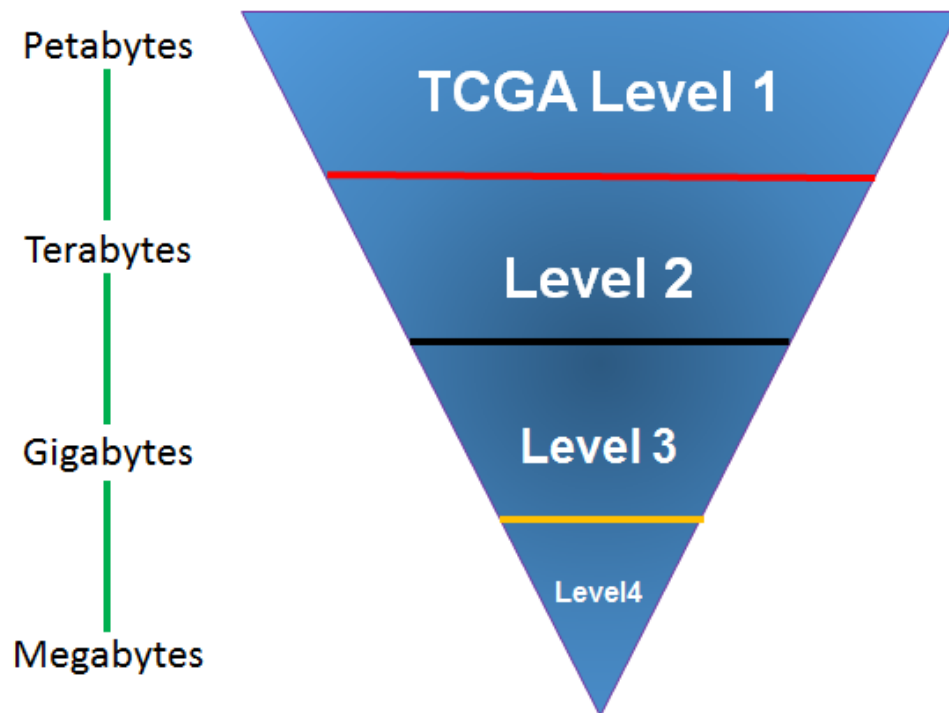 Petabytes
TCGA Level 1
Terabytes
Level 2
Gigabytes
Level 3
Level4
Megabytes